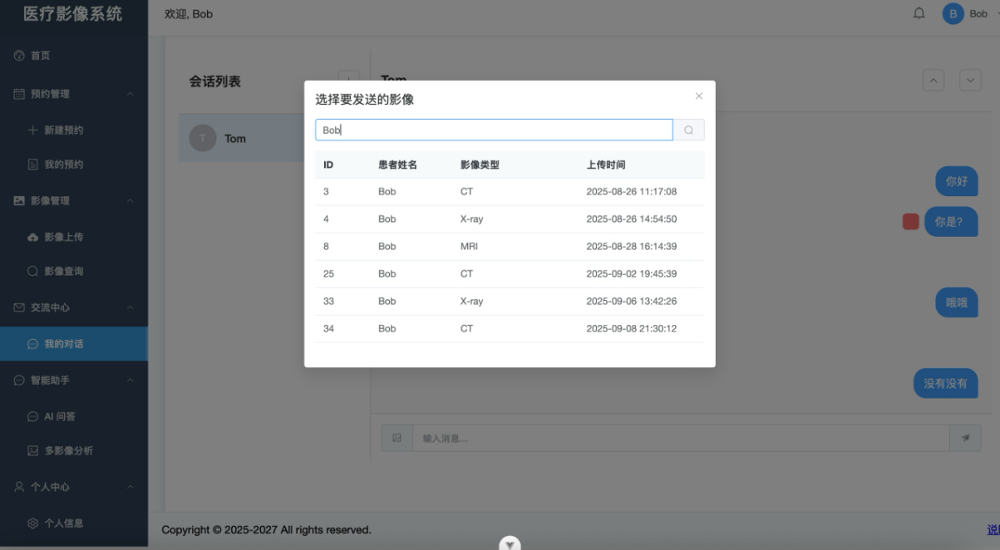 医疗影像系统
欢迎, Bob
B Bob
首页
预约管理
新建预约
我的预约
影像管理
影像上传
影像查询
交流中心
我的对话
智能助手
AI 问答
多影像分析
个人中心
个人信息
会话列表
T Tom
Tom
你好
你是?
哦哦
没有没有
输入消息...
选择要发送的影像
Bob
ID 患者姓名 影像类型 上传时间
3 Bob CT 2025-08-26 11:17:08
4 Bob X-ray 2025-08-26 14:54:50
8 Bob MRI 2025-08-28 16:14:39
25 Bob CT 2025-09-02 19:45:39
33 Bob X-ray 2025-09-06 13:42:26
34 Bob CT 2025-09-08 21:30:12
Copyright © 2025-2027 All rights reserved.